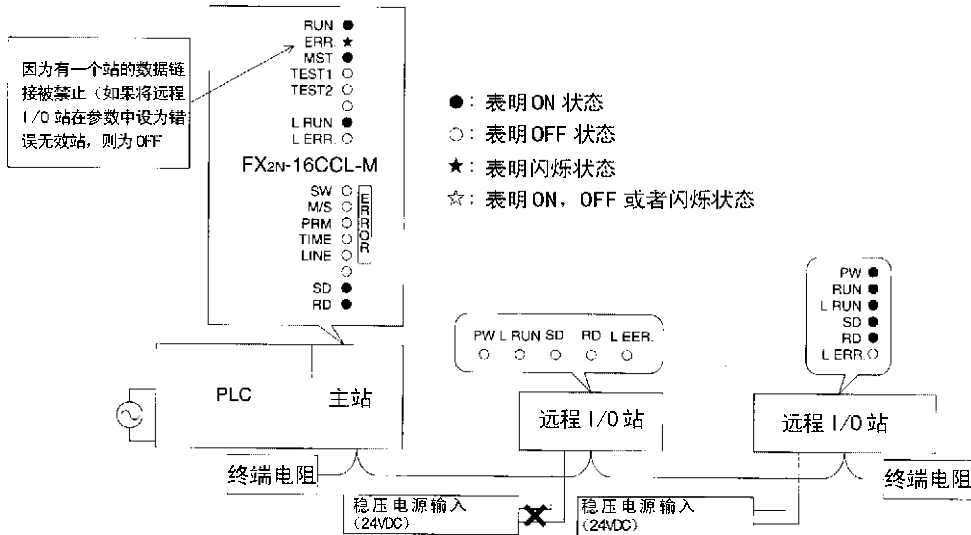 RUN ●
ERR. ★
MST ●
TEST1 ○
TEST2 ○
○
L RUN ●
L ERR. ○
FX2N-16CCL-M
SW ○
M/S ○
PRM ○
TIME ○
LINE ○
○
SD ●
RD ●
ERROR
因为有一个站的数据链
接被禁止（如果将远程
I/O 站在参数中设为错
误无效站，则为 OFF
●：表明 ON 状态
○：表明 OFF 状态
★：表明闪烁状态
☆：表明 ON，OFF 或者闪烁状态
PW L RUN SD RD L EER.
○ ○ ○ ○ ○
PW ●
RUN ●
L RUN ●
SD ●
RD ●
L ERR. ○
PLC
主站
远程 I/O 站
远程 I/O 站
终端电阻
终端电阻
稳压电源输入
（24VDC）
稳压电源输入
（24VDC）